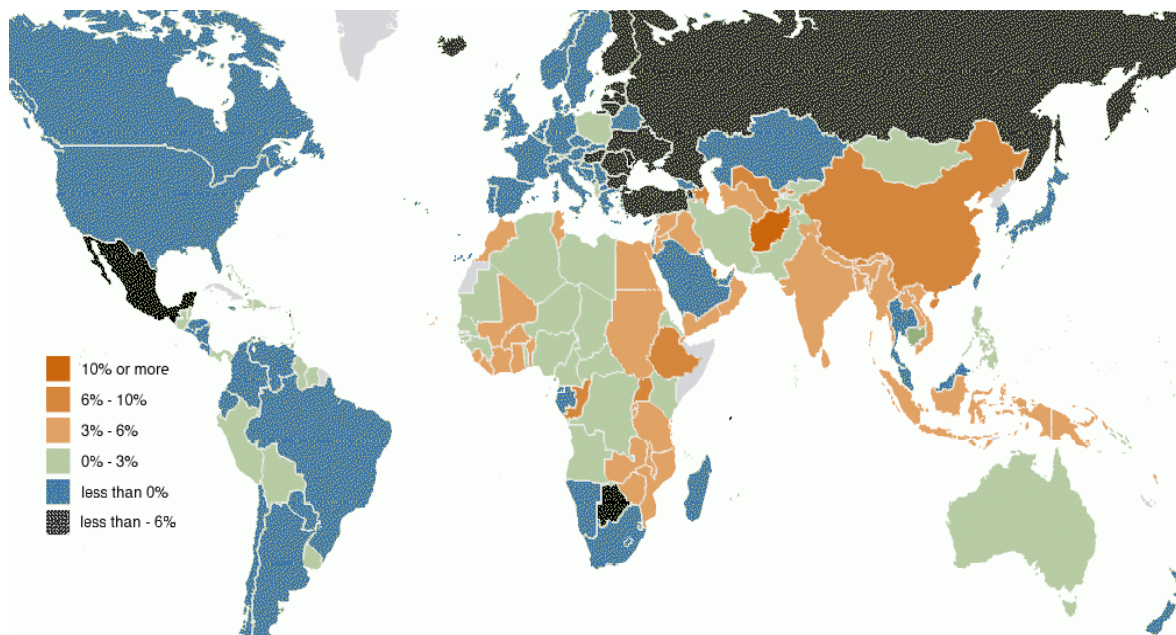 10% or more
6% - 10%
3% - 6%
0% - 3%
less than 0%
less than - 6%